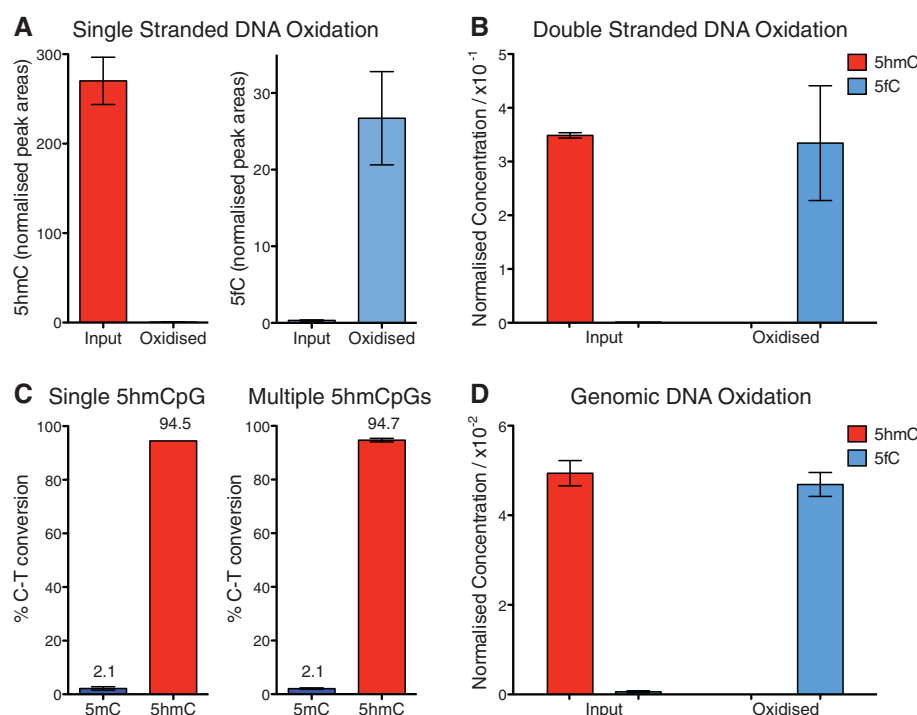 A Single Stranded DNA Oxidation
5hmC (normalised peak areas)
300
200
100
0
Input Oxidised
5fC (normalised peak areas)
30
20
10
0
Input Oxidised
B Double Stranded DNA Oxidation
Normalised Concentration / x10⁻¹
5
4
3
2
1
0
Input Oxidised
5hmC
5fC
C Single 5hmCpG
% C-T conversion
100
80
60
40
20
0
2.1
94.5
5mC 5hmC
Multiple 5hmCpGs
% C-T conversion
100
80
60
40
20
0
2.1
94.7
5mC 5hmC
D Genomic DNA Oxidation
Normalised Concentration / x10⁻²
6
4
2
0
Input Oxidised
5hmC
5fC